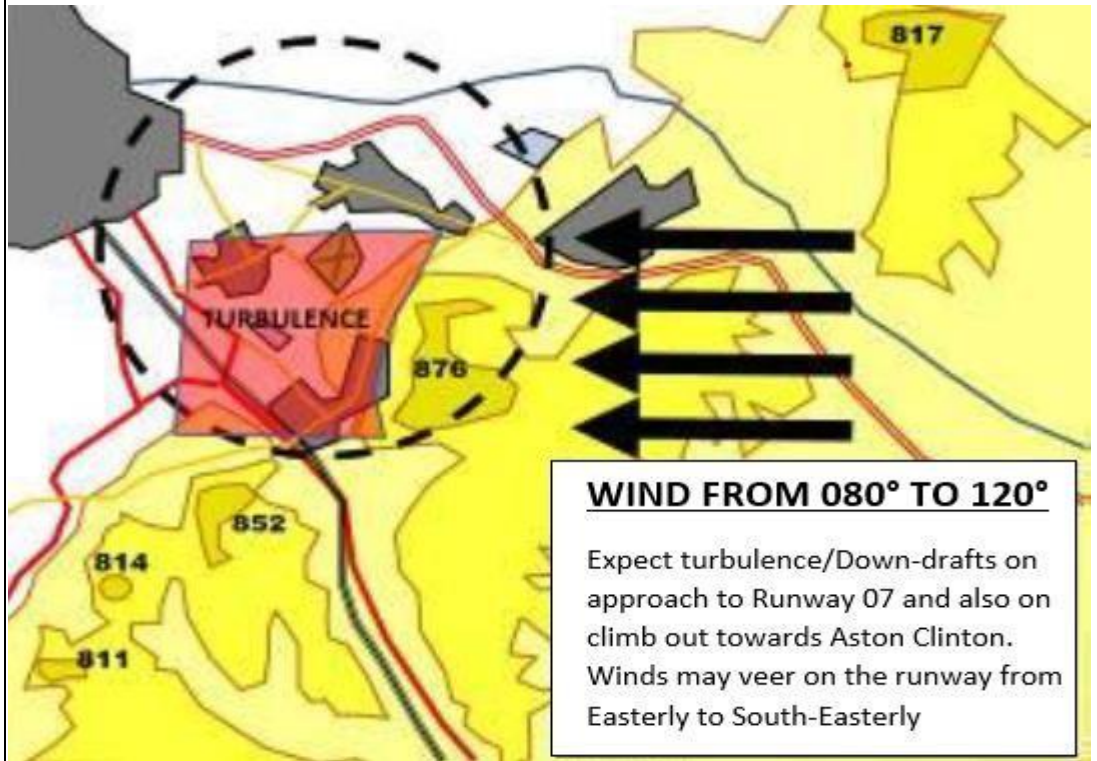 817
TURBULENCE
876
852
814
811
WIND FROM 080° TO 120°
Expect turbulence/Down-drafts on
approach to Runway 07 and also on
climb out towards Aston Clinton.
Winds may veer on the runway from
Easterly to South-Easterly